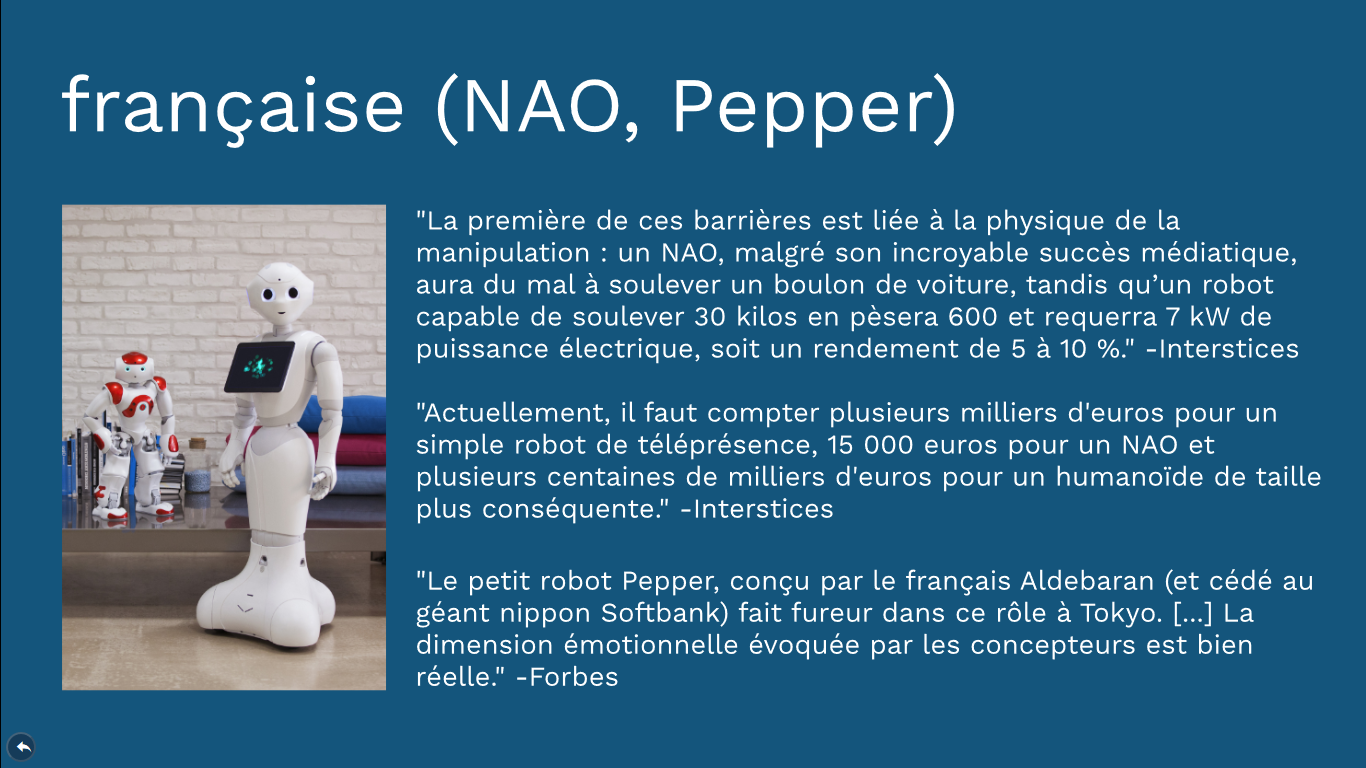 française (NAO, Pepper)
"La première de ces barrières est liée à la physique de la
manipulation : un NAO, malgré son incroyable succès médiatique,
aura du mal à soulever un boulon de voiture, tandis qu’un robot
capable de soulever 30 kilos en pèsera 600 et requerra 7 kW de
puissance électrique, soit un rendement de 5 à 10 %." -Interstices
"Actuellement, il faut compter plusieurs milliers d'euros pour un
simple robot de téléprésence, 15 000 euros pour un NAO et
plusieurs centaines de milliers d'euros pour un humanoïde de taille
plus conséquente." -Interstices
"Le petit robot Pepper, conçu par le français Aldebaran (et cédé au
géant nippon Softbank) fait fureur dans ce rôle à Tokyo. [...] La
dimension émotionnelle évoquée par les concepteurs est bien
réelle." -Forbes